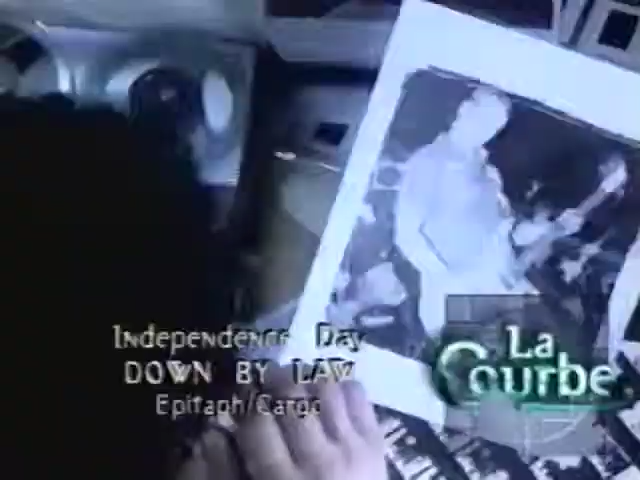 Independence Day
DOWN BY LAW
Epitaph/Cargo
La
Courbe